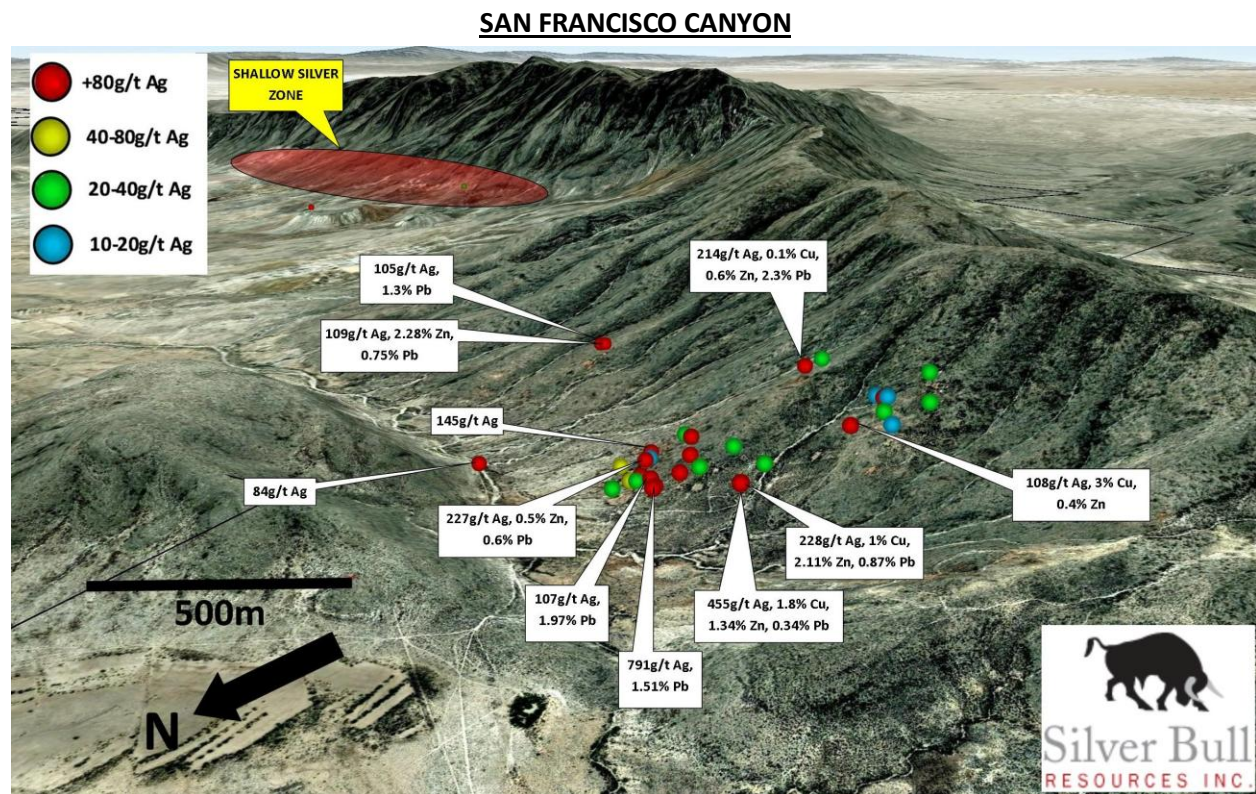 SAN FRANCISCO CANYON
+80g/t Ag
40-80g/t Ag
20-40g/t Ag
10-20g/t Ag
SHALLOW SILVER
ZONE
105g/t Ag,
1.3% Pb
109g/t Ag, 2.28% Zn,
0.75% Pb
214g/t Ag, 0.1% Cu,
0.6% Zn, 2.3% Pb
145g/t Ag
84g/t Ag
227g/t Ag, 0.5% Zn,
0.6% Pb
108g/t Ag, 3% Cu,
0.4% Zn
228g/t Ag, 1% Cu,
2.11% Zn, 0.87% Pb
107g/t Ag,
1.97% Pb
455g/t Ag, 1.8% Cu,
1.34% Zn, 0.34% Pb
791g/t Ag,
1.51% Pb
500m
N
Silver Bull
RESOURCES INC.